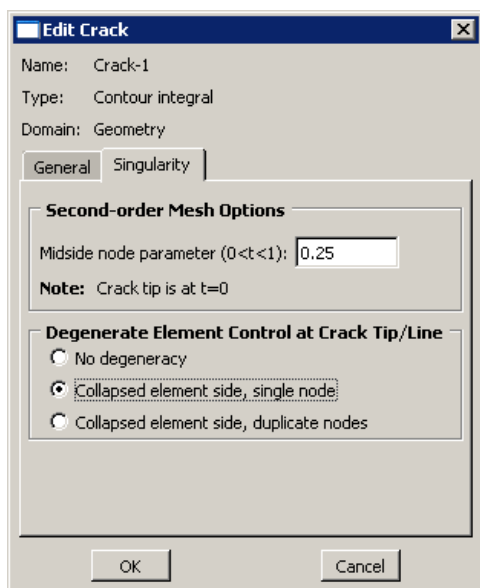 Edit Crack
Name: Crack-1
Type: Contour integral
Domain: Geometry
General Singularity
Second-order Mesh Options
Midside node parameter (0<t<1): 0.25
Note: Crack tip is at t=0
Degenerate Element Control at Crack Tip/Line
No degeneracy
Collapsed element side, single node
Collapsed element side, duplicate nodes
OK Cancel